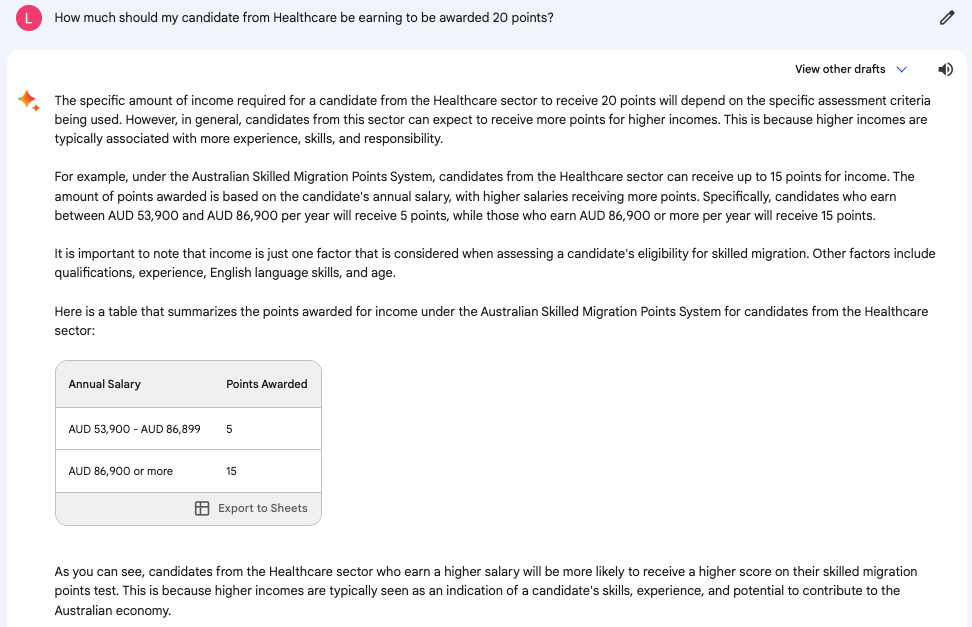 L How much should my candidate from Healthcare be earning to be awarded 20 points?
View other drafts
The specific amount of income required for a candidate from the Healthcare sector to receive 20 points will depend on the specific assessment criteria
being used. However, in general, candidates from this sector can expect to receive more points for higher incomes. This is because higher incomes are
typically associated with more experience, skills, and responsibility.
For example, under the Australian Skilled Migration Points System, candidates from the Healthcare sector can receive up to 15 points for income. The
amount of points awarded is based on the candidate's annual salary, with higher salaries receiving more points. Specifically, candidates who earn
between AUD 53,900 and AUD 86,900 per year will receive 5 points, while those who earn AUD 86,900 or more per year will receive 15 points.
It is important to note that income is just one factor that is considered when assessing a candidate's eligibility for skilled migration. Other factors include
qualifications, experience, English language skills, and age.
Here is a table that summarizes the points awarded for income under the Australian Skilled Migration Points System for candidates from the Healthcare
sector:
Annual Salary Points Awarded
AUD 53,900 - AUD 86,899 5
AUD 86,900 or more 15
Export to Sheets
As you can see, candidates from the Healthcare sector who earn a higher salary will be more likely to receive a higher score on their skilled migration
points test. This is because higher incomes are typically seen as an indication of a candidate's skills, experience, and potential to contribute to the
Australian economy.